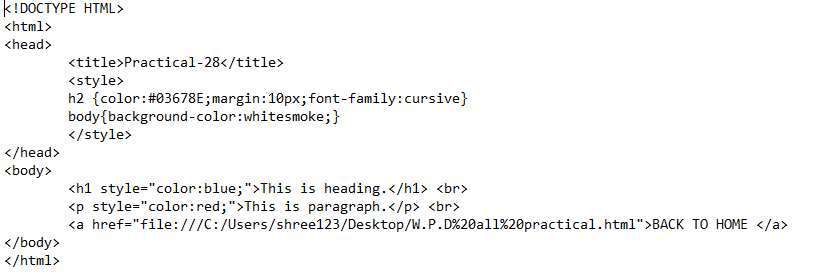 <!DOCTYPE HTML>
<html>
<head>
	<title>Practical-28</title>
	<style>
	h2 {color:#03678E;margin:10px;font-family:cursive}
	body{background-color:whitesmoke;}
	</style>
</head>
<body>
	<h1 style="color:blue;">This is heading.</h1> <br>
	<p style="color:red;">This is paragraph.</p> <br>
	<a href="file:///C:/Users/shree123/Desktop/W.P.D%20all%20practical.html">BACK TO HOME </a>
</body>
</html>